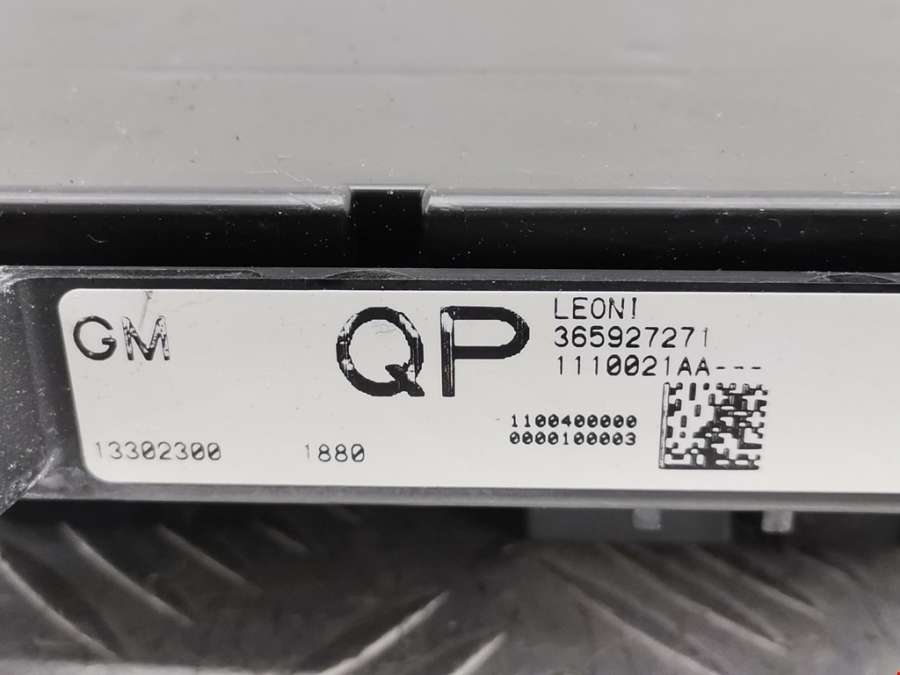 GM
QP
LEONI
365927271
1110021AA---
1100400000
0000100003
13302300
1880